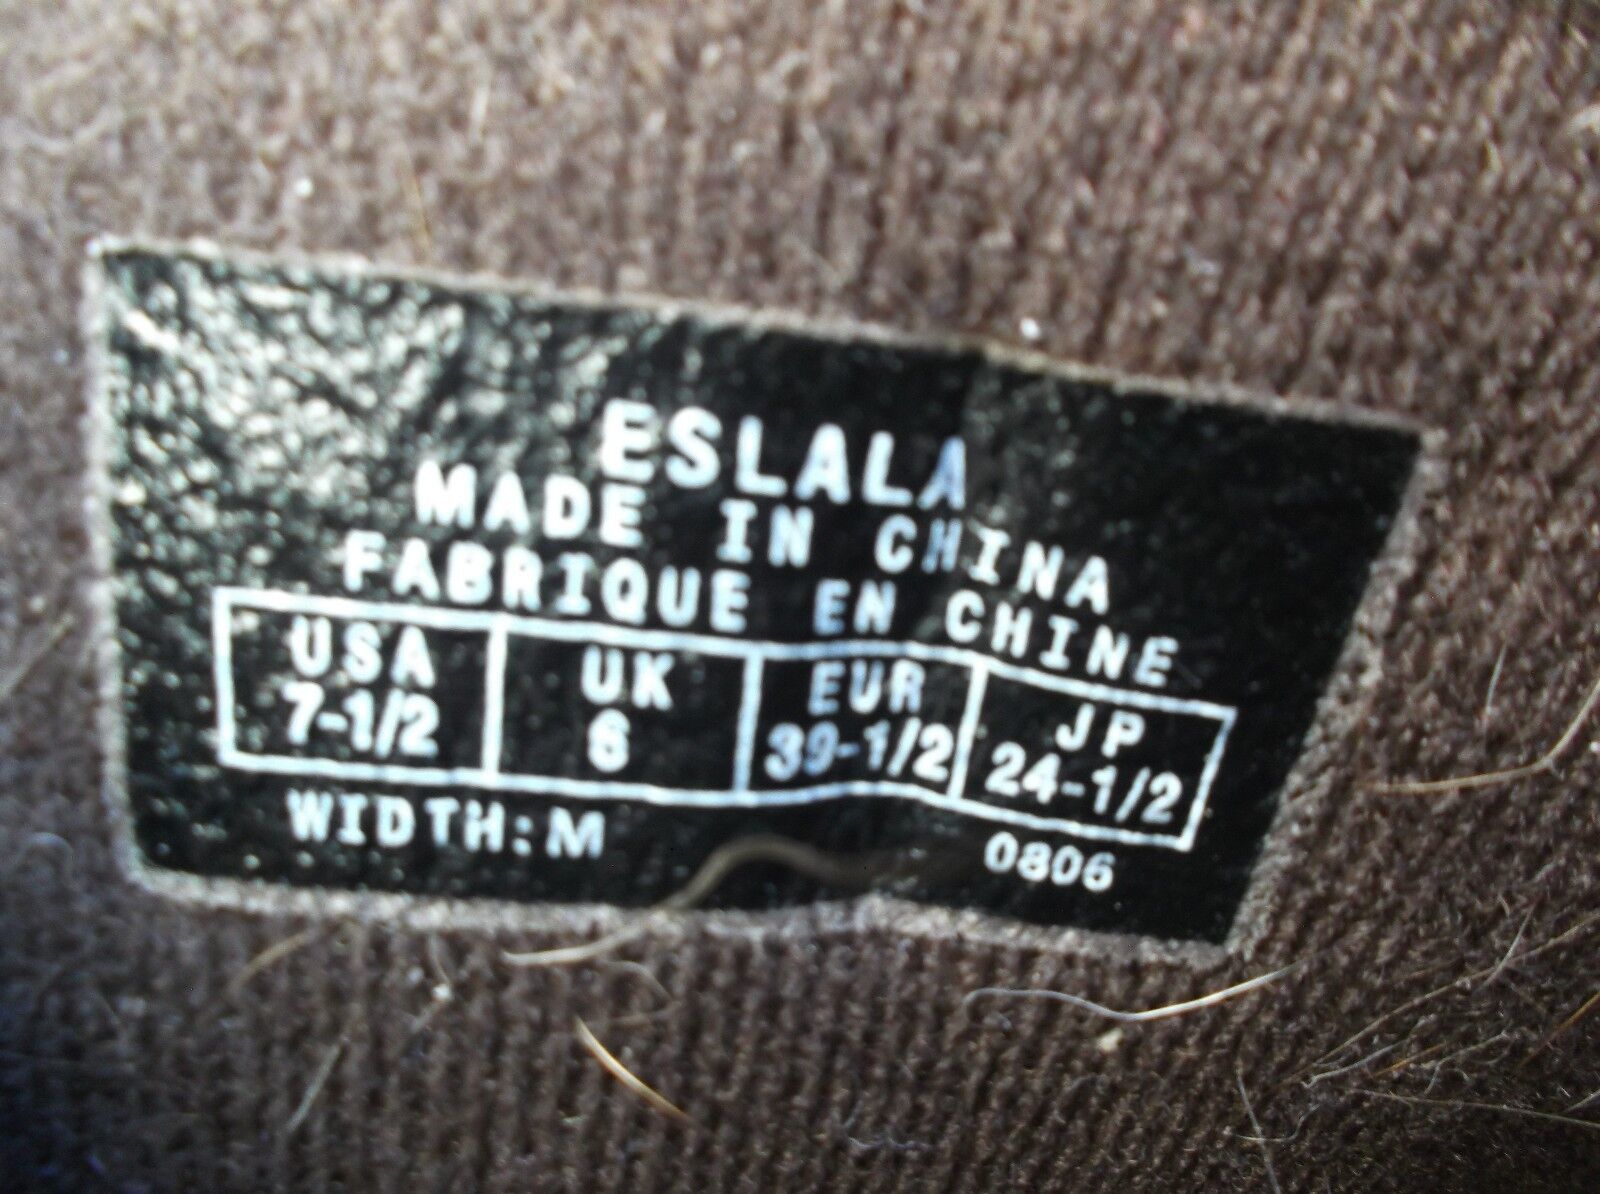 ESLALA
MADE IN CHINA
FABRIQUE EN CHINE
USA UK EUR JP
7-1/2 6 39-1/2 24-1/2
WIDTH:M 0806